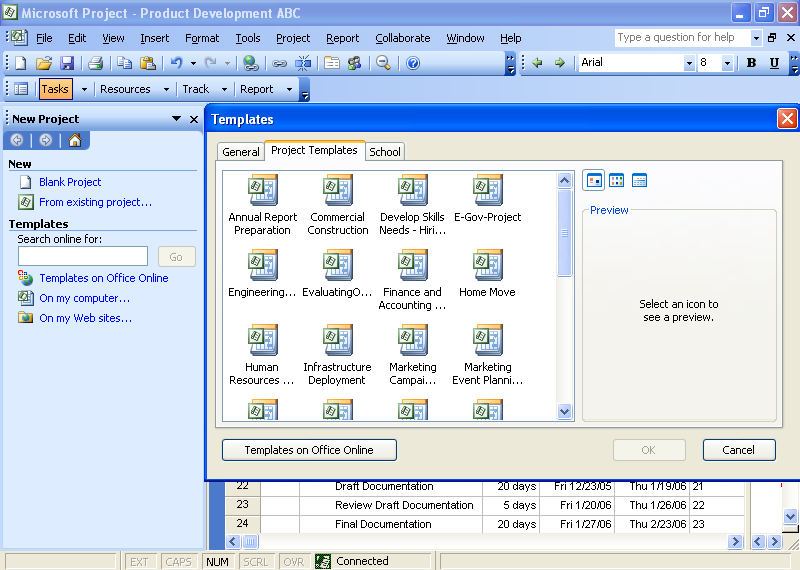 Microsoft Project - Product Development ABC
File Edit View Insert Format Tools Project Report Collaborate Window Help Type a question for help
Arial 8 B U
Tasks Resources Track Report
New Project
New
Blank Project
From existing project...
Templates
Search online for:
Go
Templates on Office Online
On my computer...
On my Web sites...
Templates
General Project Templates School
Annual Report
Preparation
Commercial
Construction
Develop Skills
Needs - Hiri...
E-Gov-Project
Engineering...
EvaluatingO...
Finance and
Accounting ...
Home Move
Human
Resources ...
Infrastructure
Deployment
Marketing
Campai...
Marketing
Event Planni...
Preview
Select an icon to
see a preview.
Templates on Office Online
OK
Cancel
22 Draft Documentation 20 days Fri 12/23/05 Thu 1/19/06 21
23 Review Draft Documentation 5 days Fri 1/20/06 Thu 1/26/06 22
24 Final Documentation 20 days Fri 1/27/06 Thu 2/23/06 23
EXT CAPS NUM SCRL OVR Connected